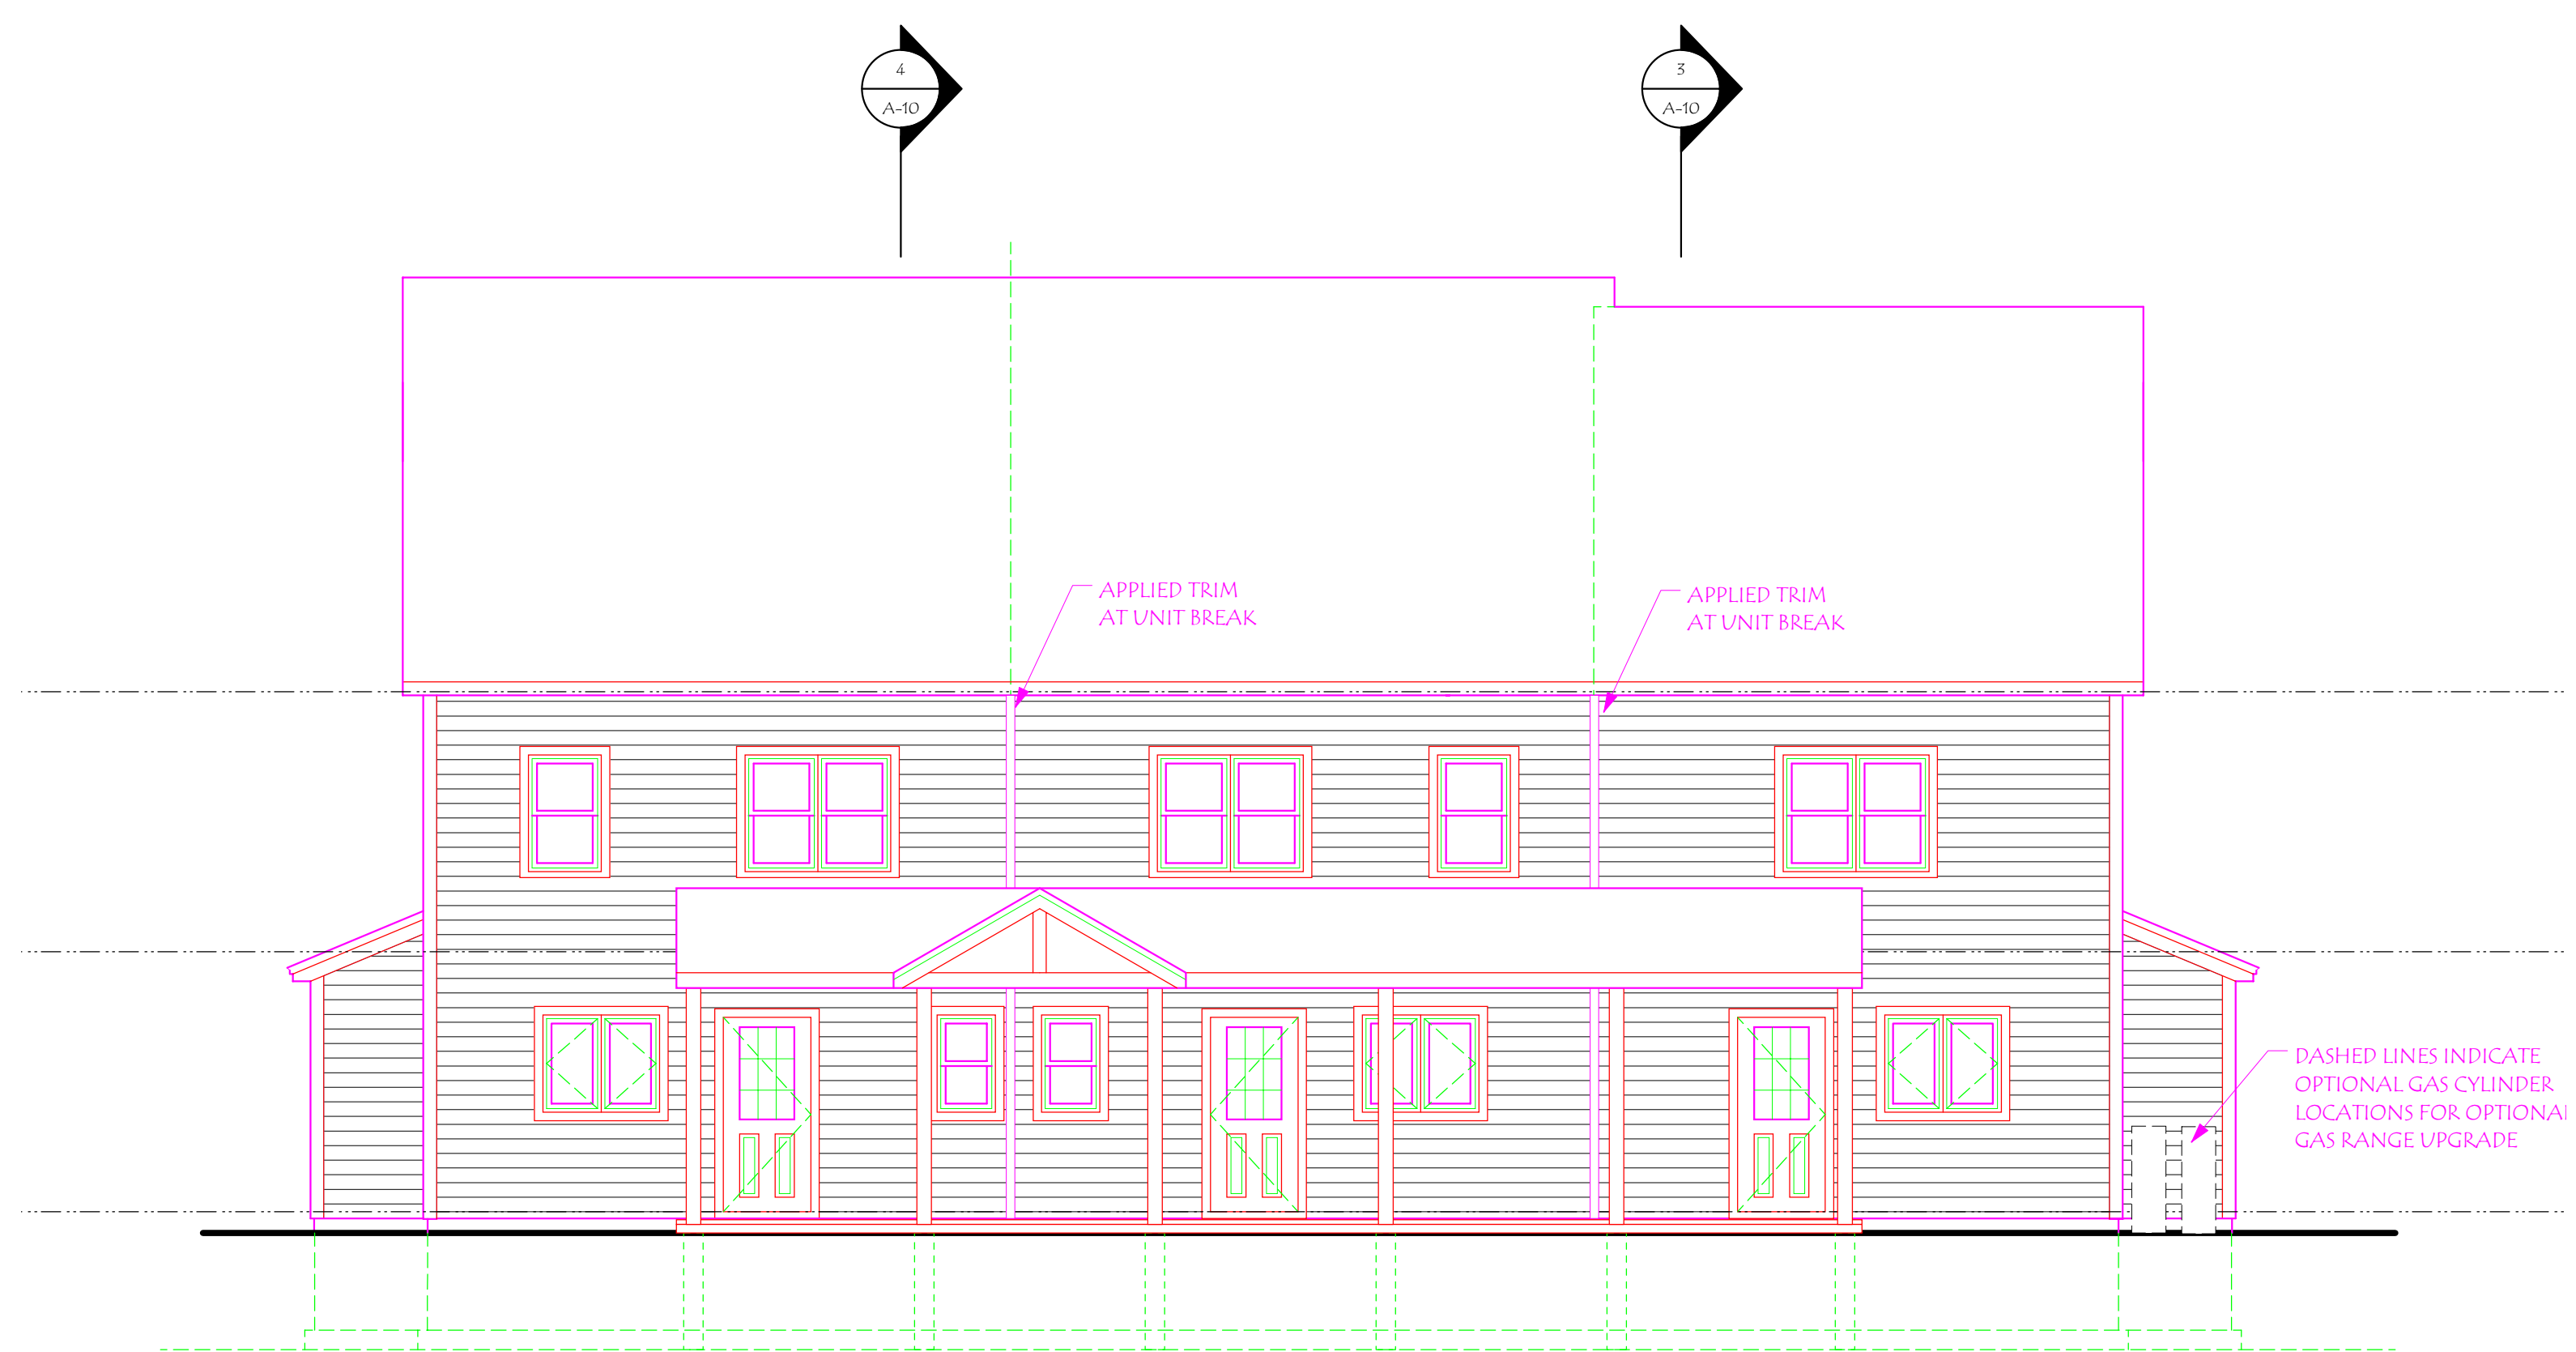 4
A-10
3
A-10
APPLIED TRIM
AT UNIT BREAK
APPLIED TRIM
AT UNIT BREAK
DASHED LINES INDICATE
OPTIONAL GAS CYLINDER
LOCATIONS FOR OPTIONAL
GAS RANGE UPGRADE